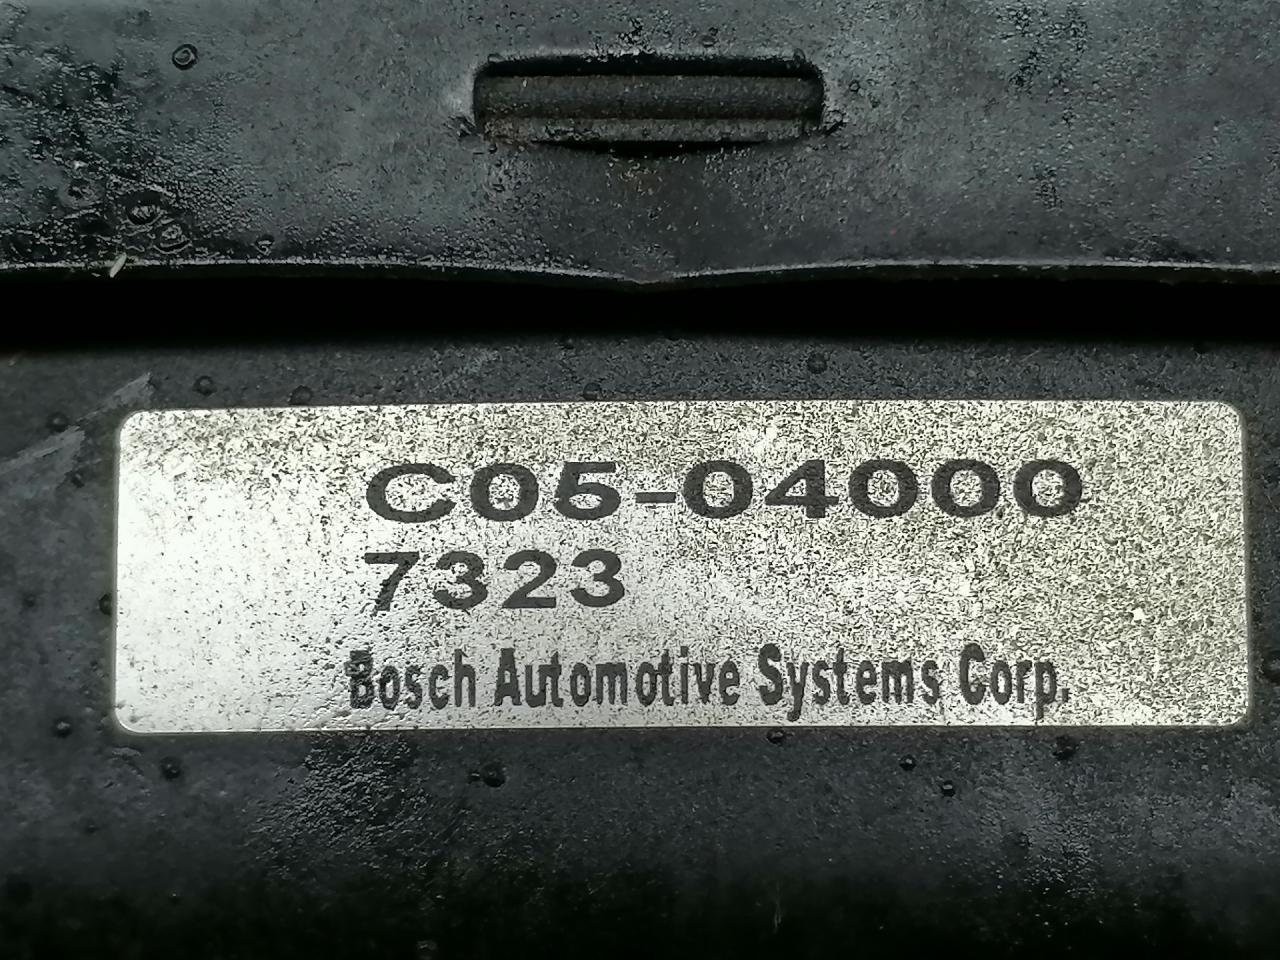 C05-04000
7323
Bosch Automotive Systems Corp.